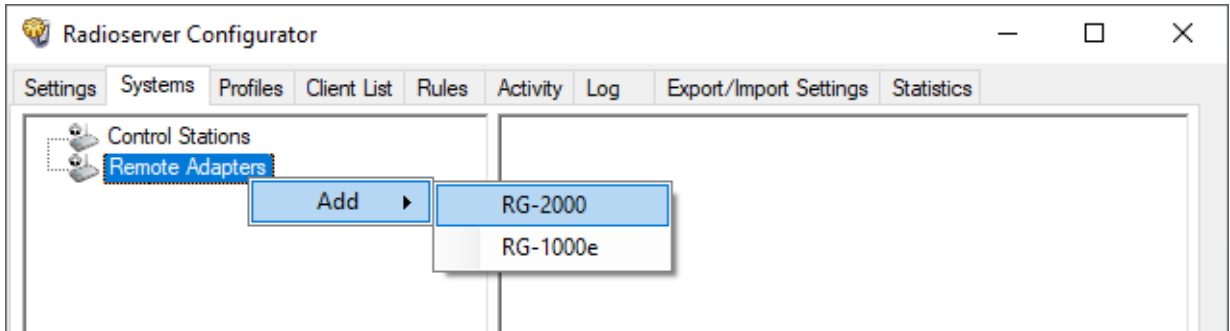 Radioserver Configurator
Settings Systems Profiles Client List Rules Activity Log Export/Import Settings Statistics
Control Stations
Remote Adapters
Add RG-2000
RG-1000e